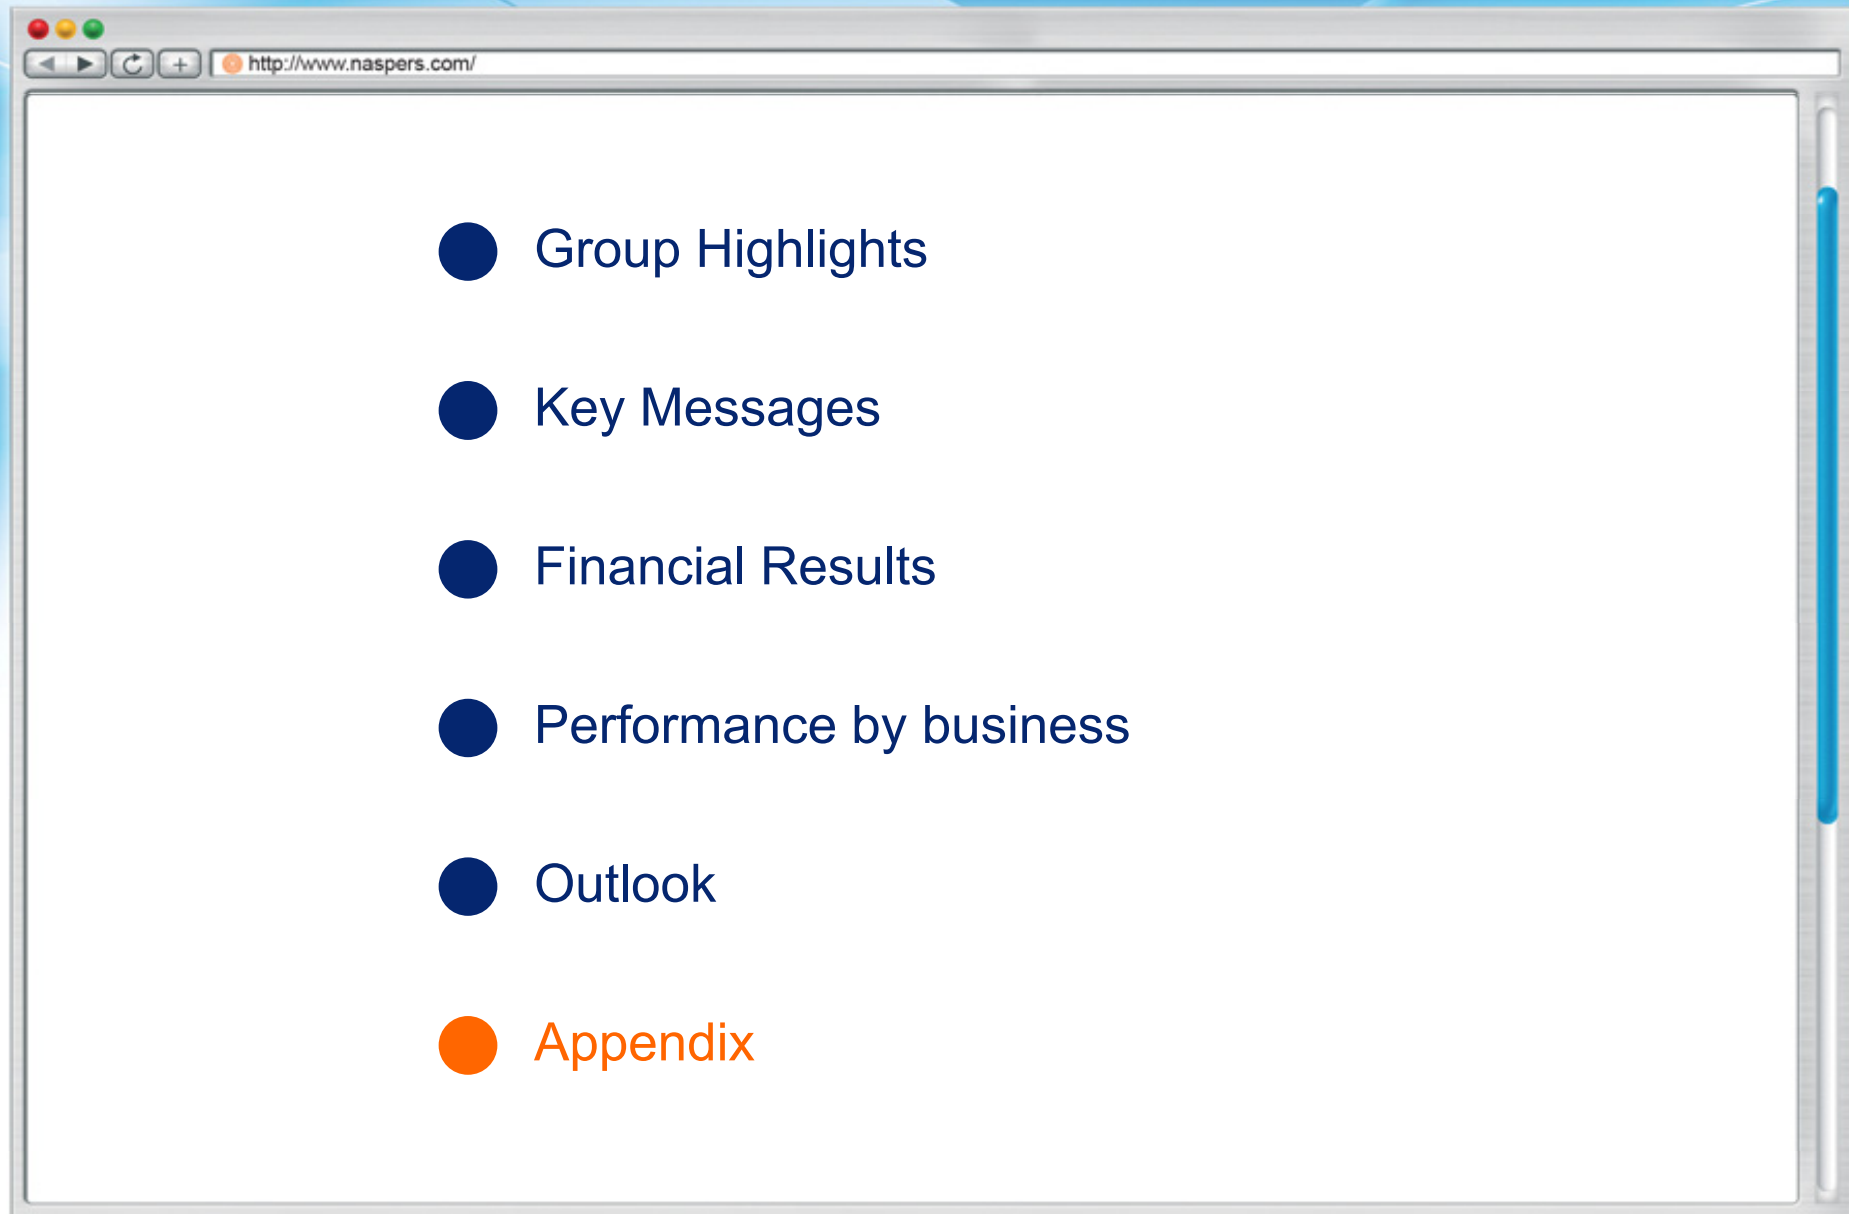 http://www.naspers.com/
Group Highlights
Key Messages
Financial Results
Performance by business
Outlook
Appendix